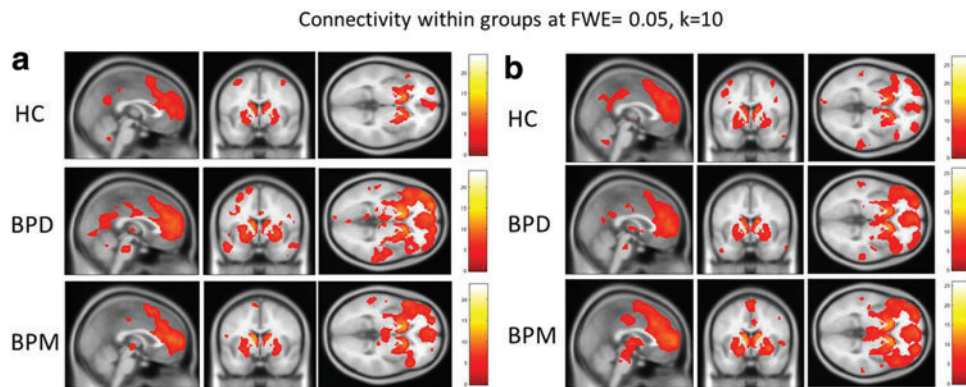 Connectivity within groups at FWE= 0.05, k=10
a
b
HC
HC
BPD
BPD
BPM
BPM